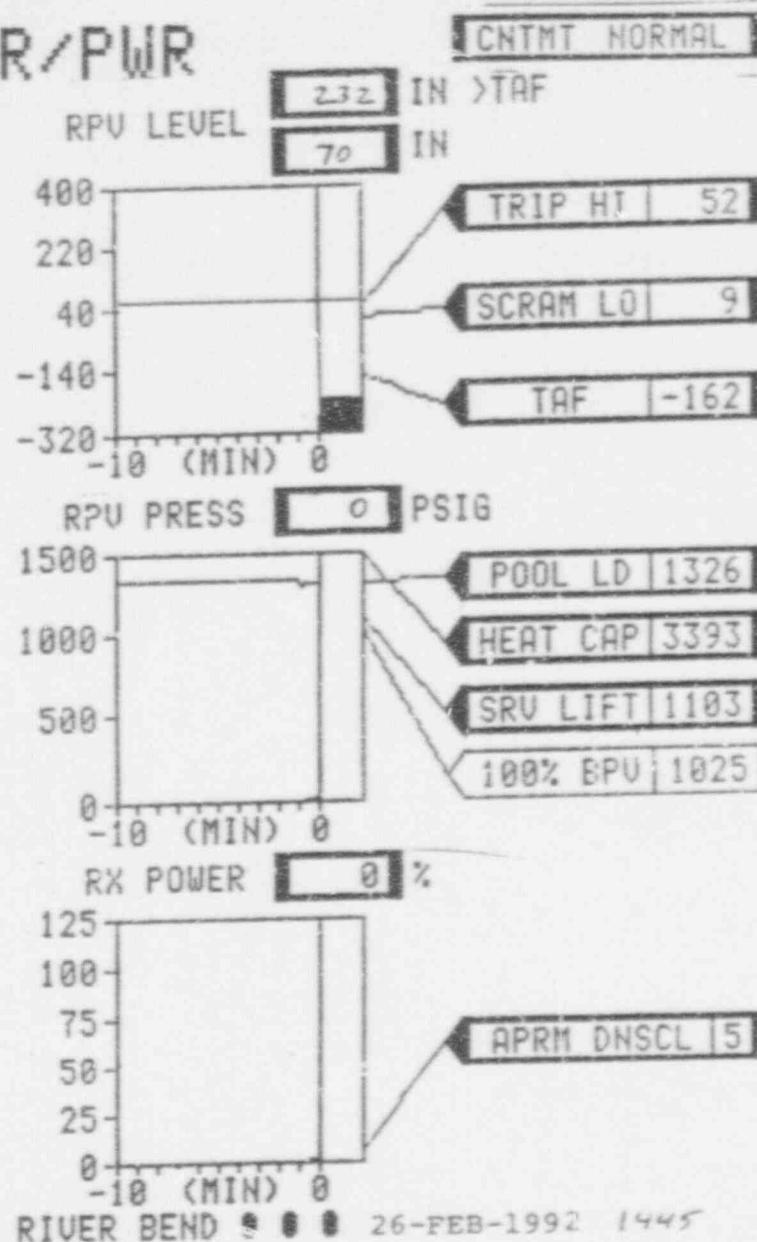 R/PWR
CNTMT NORMAL
RPV LEVEL
232 IN >TAF
70 IN
400
220
40
-140
-320
-10 (MIN) 0
TRIP HI 52
SCRAM LO 9
TAF -162
RPV PRESS 0 PSIG
1500
1000
500
0
-10 (MIN) 0
POOL LD 1326
HEAT CAP 3393
SRV LIFT 1103
100% BPV 1025
RX POWER 0 %
125
100
75
50
25
0
-10 (MIN) 0
APRM DNSCL 5
RIVER BEND 26-FEB-1992 1445